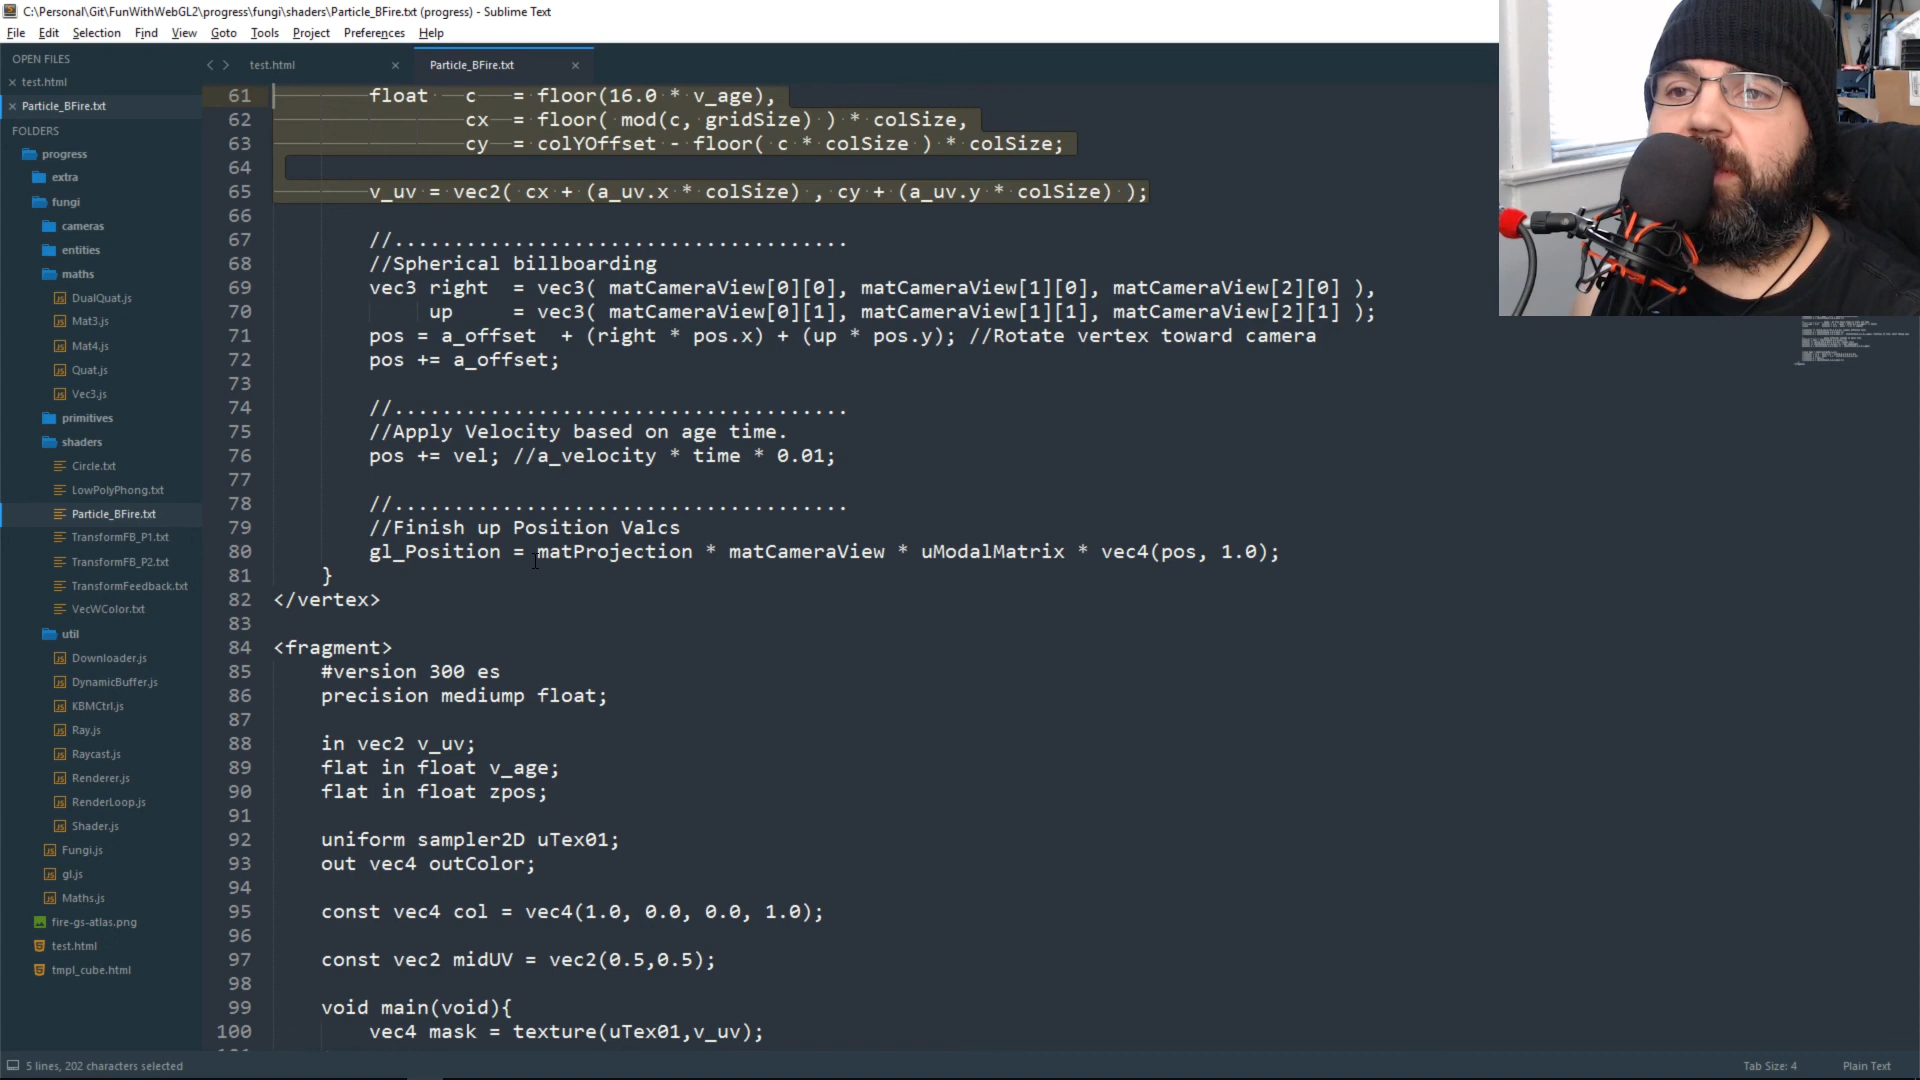 C:\Personal\Git\FunWithWebGL2\progress\fungi\shaders\Particle_BFire.txt (progress) - Sublime Text
File Edit Selection Find View Goto Tools Project Preferences Help
OPEN FILES
test.html
Particle_BFire.txt
FOLDERS
progress
extra
fungi
cameras
entities
maths
DualQuat.js
Mat3.js
Mat4.js
Quat.js
Vec3.js
primitives
shaders
Circle.txt
LowPolyPhong.txt
Particle_BFire.txt
TransformFB_P1.txt
TransformFB_P2.txt
TransformFeedback.txt
VecWColor.txt
util
Downloader.js
DynamicBuffer.js
KBMCtrl.js
Ray.js
Raycast.js
Renderer.js
RenderLoop.js
Shader.js
Fungi.js
gl.js
Maths.js
fire-gs-atlas.png
test.html
tmpl_cube.html
test.html
Particle_BFire.txt
61 float c = floor(16.0 * v_age),
62 cx = floor( mod(c, gridSize) ) * colSize,
63 cy = colYOffset - floor( c * colSize ) * colSize;
64
65 v_uv = vec2( cx + (a_uv.x * colSize) , cy + (a_uv.y * colSize) );
66
67 //......................................
68 //Spherical billboarding
69 vec3 right = vec3( matCameraView[0][0], matCameraView[1][0], matCameraView[2][0] ),
70 up = vec3( matCameraView[0][1], matCameraView[1][1], matCameraView[2][1] );
71 pos = a_offset + (right * pos.x) + (up * pos.y); //Rotate vertex toward camera
72 pos += a_offset;
73
74 //......................................
75 //Apply Velocity based on age time.
76 pos += vel; //a_velocity * time * 0.01;
77
78 //......................................
79 //Finish up Position Valcs
80 gl_Position = matProjection * matCameraView * uModalMatrix * vec4(pos, 1.0);
81 }
82 </vertex>
83
84 <fragment>
85 #version 300 es
86 precision mediump float;
87
88 in vec2 v_uv;
89 flat in float v_age;
90 flat in float zpos;
91
92 uniform sampler2D uTex01;
93 out vec4 outColor;
94
95 const vec4 col = vec4(1.0, 0.0, 0.0, 1.0);
96
97 const vec2 midUV = vec2(0.5,0.5);
98
99 void main(void){
100 vec4 mask = texture(uTex01,v_uv);
5 lines, 202 characters selected
Tab Size: 4
Plain Text